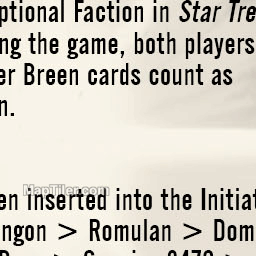 ptional Faction in Star Tre
ng the game, both players
er Breen cards count as
n.
MapTiler.com
en inserted into the Initiat
ngon > Romulan > Dom